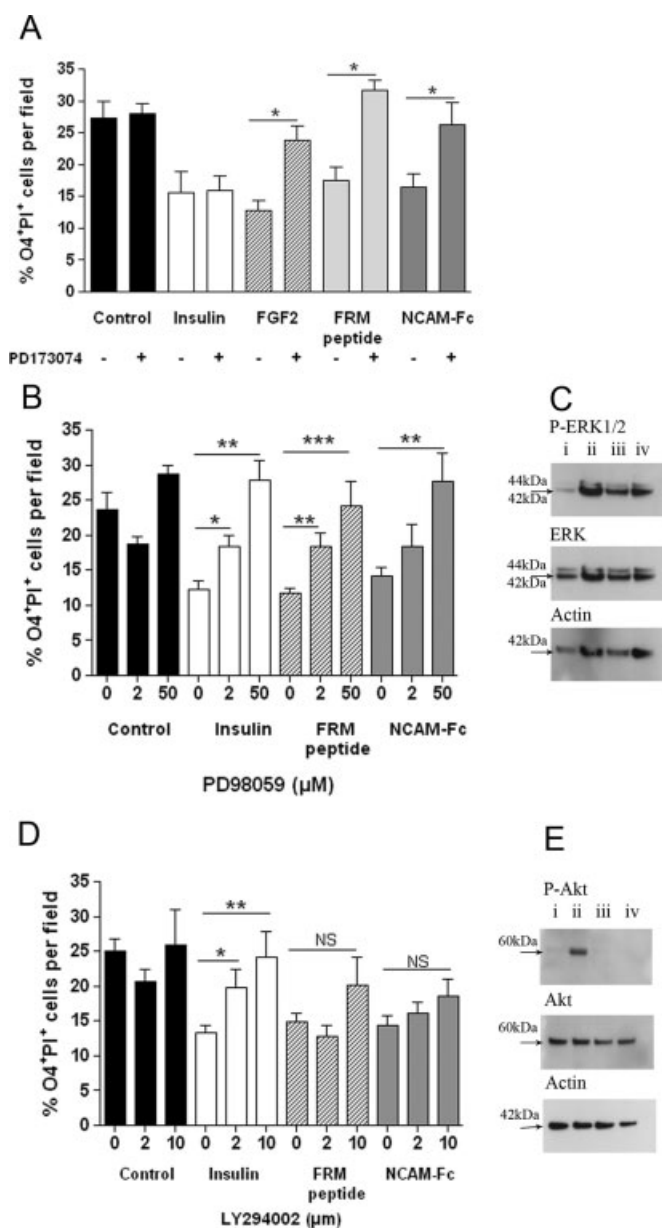 A
% O4+PI+ cells per field
35
30
25
20
15
10
5
0
* * *
Control Insulin FGF2 FRM peptide NCAM-Fc
PD173074 - + - + - + - + - +
B
% O4+PI+ cells per field
35
30
25
20
15
10
5
0
** *** **
* **
0 2 50 0 2 50 0 2 50 0 2 50
Control Insulin FRM peptide NCAM-Fc
PD98059 (µM)
C
P-ERK1/2
i ii iii iv
44kDa
42kDa
ERK
44kDa
42kDa
Actin
42kDa
D
% O4+PI+ cells per field
35
30
25
20
15
10
5
0
** NS NS
*
0 2 10 0 2 10 0 2 10 0 2 10
Control Insulin FRM peptide NCAM-Fc
LY294002 (µm)
E
P-Akt
i ii iii iv
60kDa
Akt
60kDa
Actin
42kDa